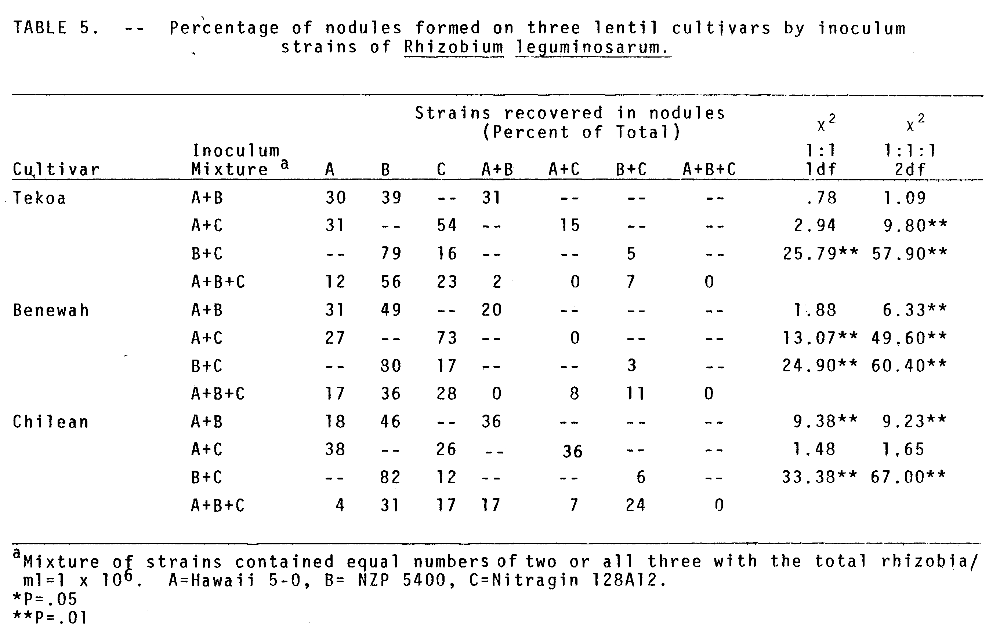 TABLE 5. -- Percentage of nodules formed on three lentil cultivars by inoculum
strains of Rhizobium leguminosarum.
Strains recovered in nodules χ² χ²
(Percent of Total)
Inoculum 1:1 1:1:1
Cultivar Mixture ᵃ A B C A+B A+C B+C A+B+C 1df 2df
Tekoa A+B 30 39 -- 31 -- -- -- .78 1.09
A+C 31 -- 54 -- 15 -- -- 2.94 9.80**
B+C -- 79 16 -- -- 5 -- 25.79** 57.90**
A+B+C 12 56 23 2 0 7 0
Benewah A+B 31 49 -- 20 -- -- -- 1.88 6.33**
A+C 27 -- 73 -- 0 -- -- 13.07** 49.60**
B+C -- 80 17 -- -- 3 -- 24.90** 60.40**
A+B+C 17 36 28 0 8 11 0
Chilean A+B 18 46 -- 36 -- -- -- 9.38** 9.23**
A+C 38 -- 26 -- 36 -- -- 1.48 1.65
B+C -- 82 12 -- -- 6 -- 33.38** 67.00**
A+B+C 4 31 17 17 7 24 0
ᵃMixture of strains contained equal numbers of two or all three with the total rhizobia/
ml=1 x 10⁶. A=Hawaii 5-0, B= NZP 5400, C=Nitragin 128A12.
*P=.05
**P=.01